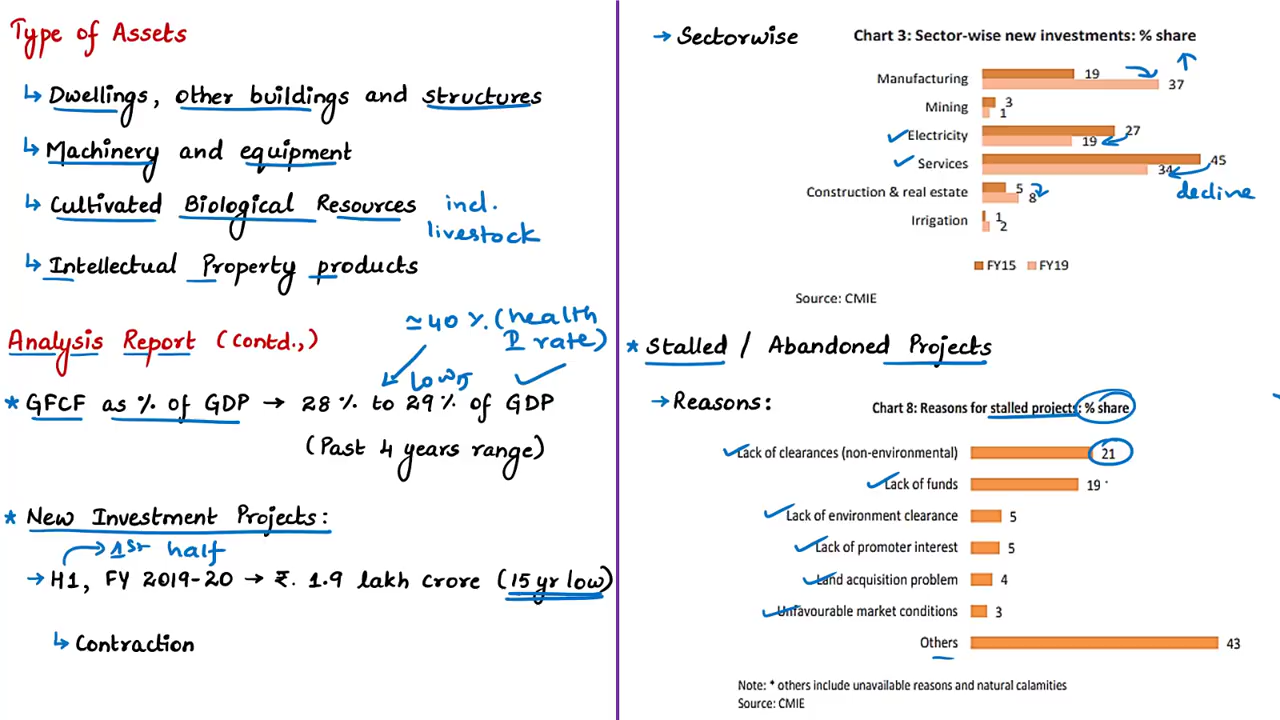 Type of Assets
↳ Dwellings, other buildings and structures
↳ Machinery and equipment
↳ Cultivated Biological Resources incl. livestock
↳ Intellectual Property products
Analysis Report (Contd.,)
≃ 40 %. (health I rate)
lows
* GFCF as % of GDP → 28 % to 29 % of GDP
(Past 4 years range)
* New Investment Projects:
→ 1st half
→ H1, FY 2019-20 → ₹. 1.9 lakh crore (15 yr low)
↳ Contraction
→ Sectorwise
Chart 3: Sector-wise new investments: % share
Manufacturing 19 37
Mining 3 1
Electricity 27 19
Services 45 34
decline
Construction & real estate 5 8
Irrigation 1 2
FY15 FY19
Source: CMIE
* Stalled / Abandoned Projects
→ Reasons:
Chart 8: Reasons for stalled projects: % share
Lack of clearances (non-environmental) 21
Lack of funds 19
Lack of environment clearance 5
Lack of promoter interest 5
Land acquisition problem 4
Unfavourable market conditions 3
Others 43
Note: * others include unavailable reasons and natural calamities
Source: CMIE